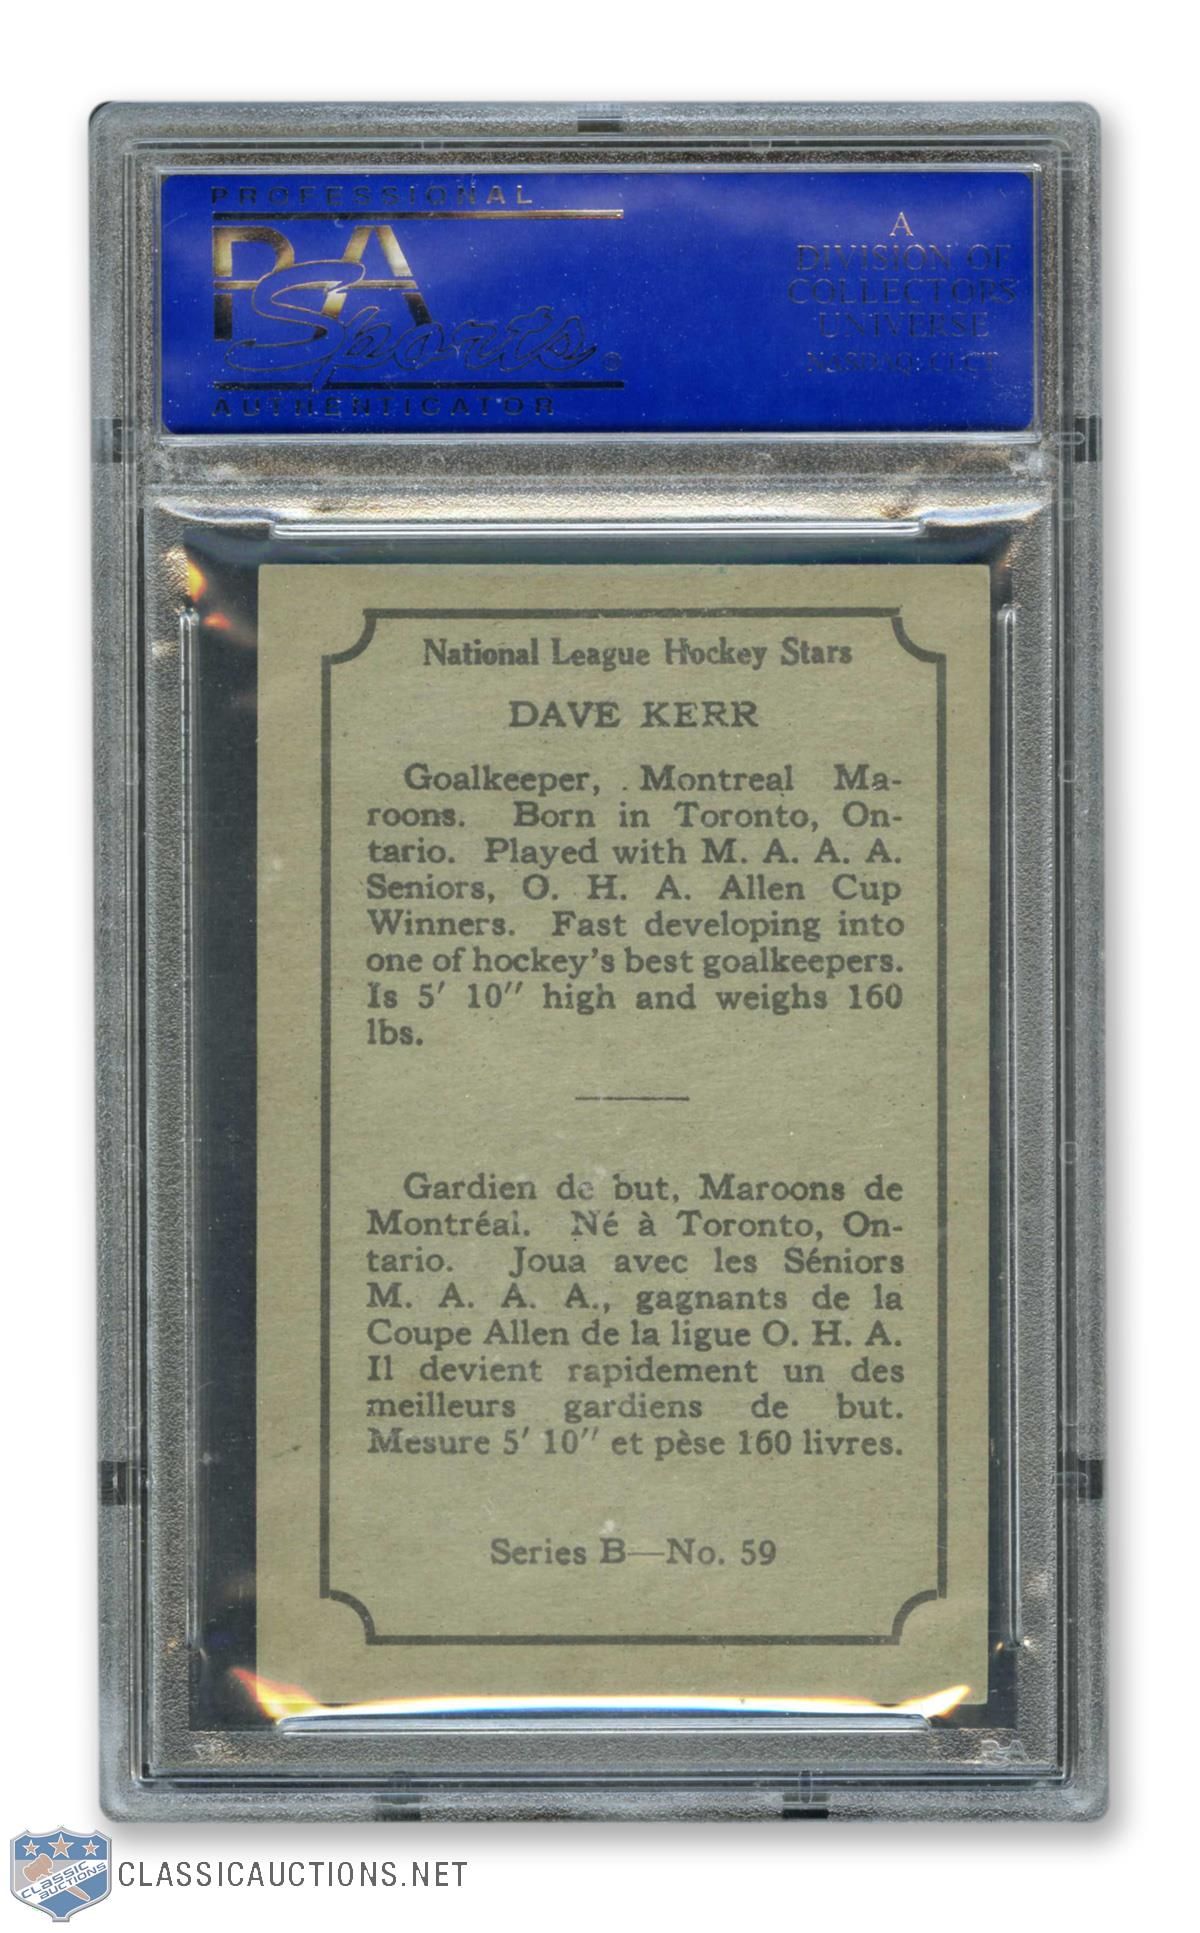 PROFESSIONAL
PSA
Sports ®
AUTHENTICATOR
A
DIVISION OF
COLLECTORS
UNIVERSE
NASDAQ: CLCT
National League Hockey Stars
DAVE KERR
Goalkeeper, Montreal Ma-
roons. Born in Toronto, On-
tario. Played with M. A. A. A.
Seniors, O. H. A. Allen Cup
Winners. Fast developing into
one of hockey's best goalkeepers.
Is 5′ 10″ high and weighs 160
lbs.
Gardien de but, Maroons de
Montréal. Né à Toronto, On-
tario. Joua avec les Séniors
M. A. A. A., gagnants de la
Coupe Allen de la ligue O. H. A.
Il devient rapidement un des
meilleurs gardiens de but.
Mesure 5′ 10″ et pèse 160 livres.
Series B—No. 59
PSA
CLASSIC
AUCTIONS
CLASSICAUCTIONS.NET